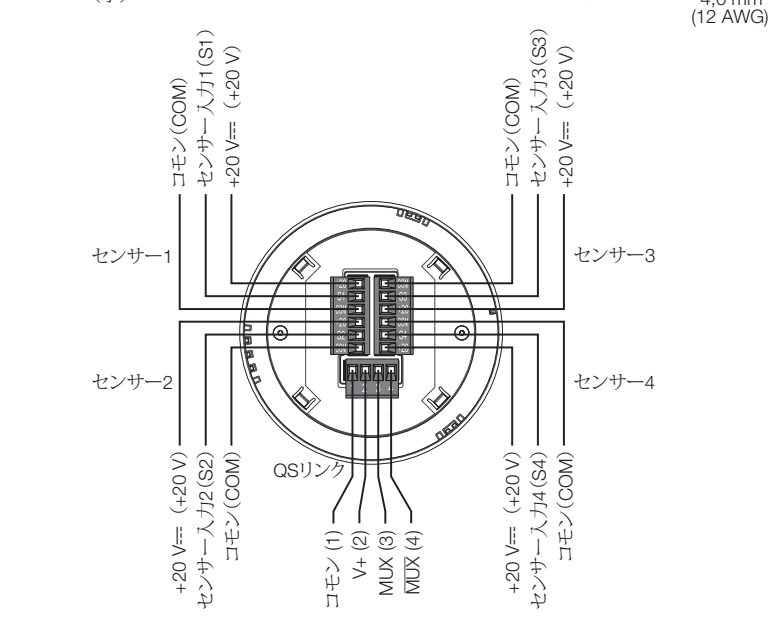 (12 AWG)
コモン(COM)
センサー入力1(S1)
+20 V⎓ (+20 V)
コモン(COM)
センサー入力3(S3)
+20 V⎓ (+20 V)
センサー1
センサー3
センサー2
センサー4
QSリンク
+20 V⎓ (+20 V)
センサー入力2(S2)
コモン(COM)
コモン (1)
V+ (2)
MUX (3)
M̅U̅X̅ (4)
+20 V⎓ (+20 V)
センサー入力4(S4)
コモン(COM)